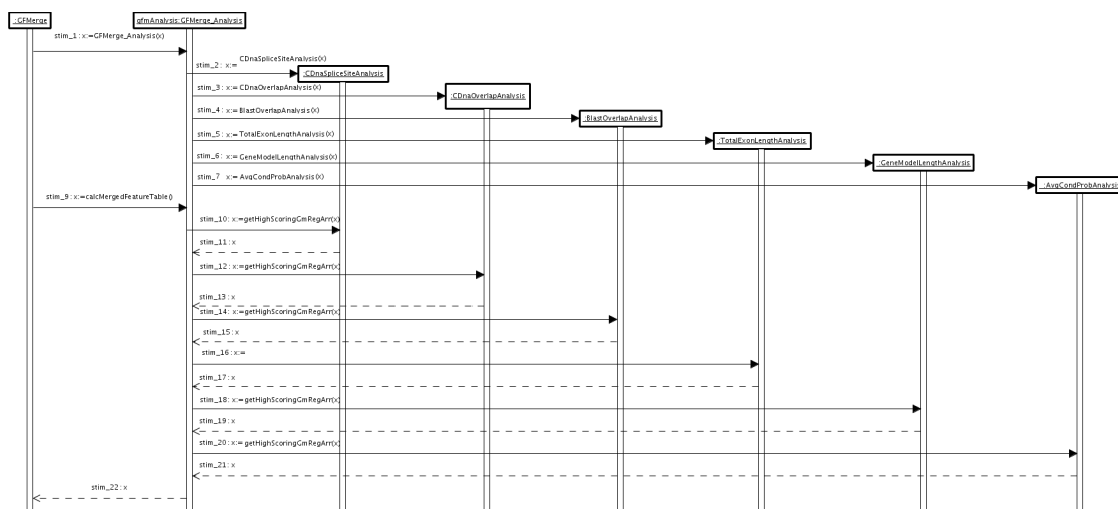 :GFMerge
gfmAnalysis:GFMerge_Analysis
stim_1: x:=GFMerge_Analysis(x)
stim_2: x:= CDnaSpliceSiteAnalysis(x)
:CDnaSpliceSiteAnalysis
stim_3: x:= CDnaOverlapAnalysis(x)
:CDnaOverlapAnalysis
stim_4: x:= BlastOverlapAnalysis(x)
:BlastOverlapAnalysis
stim_5: x:= TotalExonLengthAnalysis(x)
:TotalExonLengthAnalysis
stim_6: x:= GeneModelLengthAnalysis(x)
:GeneModelLengthAnalysis
stim_7 x:= AvgCondProbAnalysis(x)
:AvgCondProbAnalysis
stim_9: x:=calcMergedFeatureTable()
stim_10: x:=getHighScoringGmRegArr(x)
stim_11: x
stim_12: x:=getHighScoringGmRegArr(x)
stim_13: x
stim_14: x:=getHighScoringGmRegArr(x)
stim_15: x
stim_16: x:=
stim_17: x
stim_18: x:=getHighScoringGmRegArr(x)
stim_19: x
stim_20: x:= getHighScoringGmRegArr(x)
stim_21: x
stim_22: x